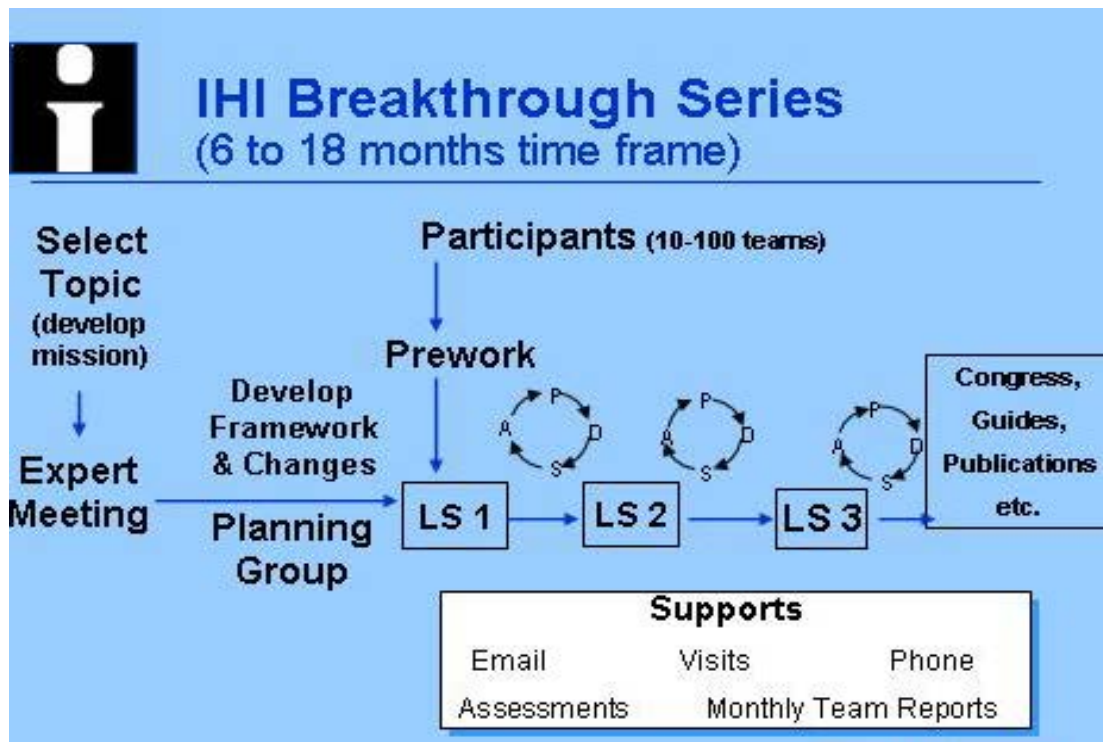 IHI Breakthrough Series
(6 to 18 months time frame)
Select
Topic
(develop
mission)
Expert
Meeting
Develop
Framework
& Changes
Planning
Group
Participants (10-100 teams)
Prework
P
D
S
A
P
D
S
A
P
D
S
A
LS 1
LS 2
LS 3
Congress,
Guides,
Publications
etc.
Supports
Email Visits Phone
Assessments Monthly Team Reports